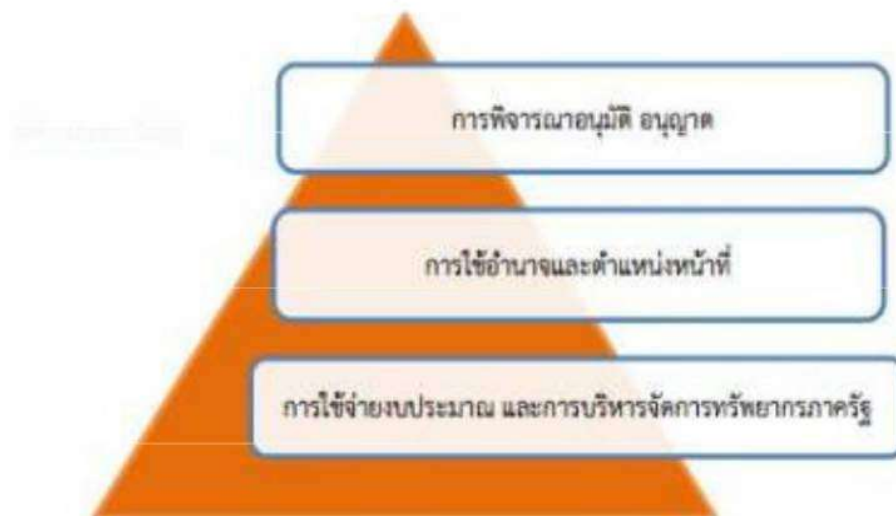 การพิจารณาอนุมัติ อนุญาต
การใช้อำนาจและตำแหน่งหน้าที่
การใช้จ่ายงบประมาณ และการบริหารจัดการทรัพยากรภาครัฐ